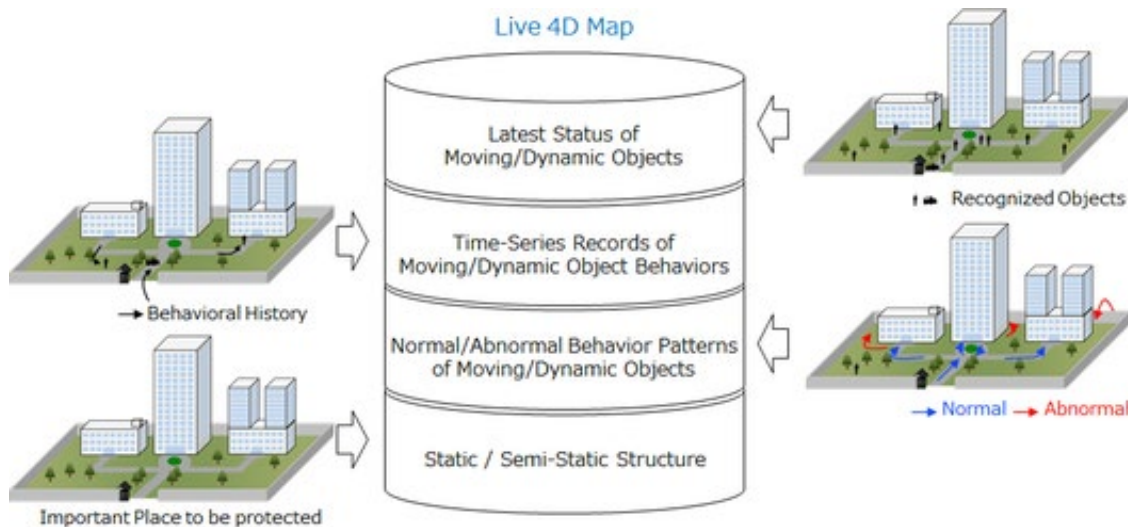 Live 4D Map
Latest Status of
Moving/Dynamic Objects
Recognized Objects
Time-Series Records of
Moving/Dynamic Object Behaviors
Behavioral History
Normal/Abnormal Behavior Patterns
of Moving/Dynamic Objects
Normal Abnormal
Static / Semi-Static Structure
Important Place to be protected